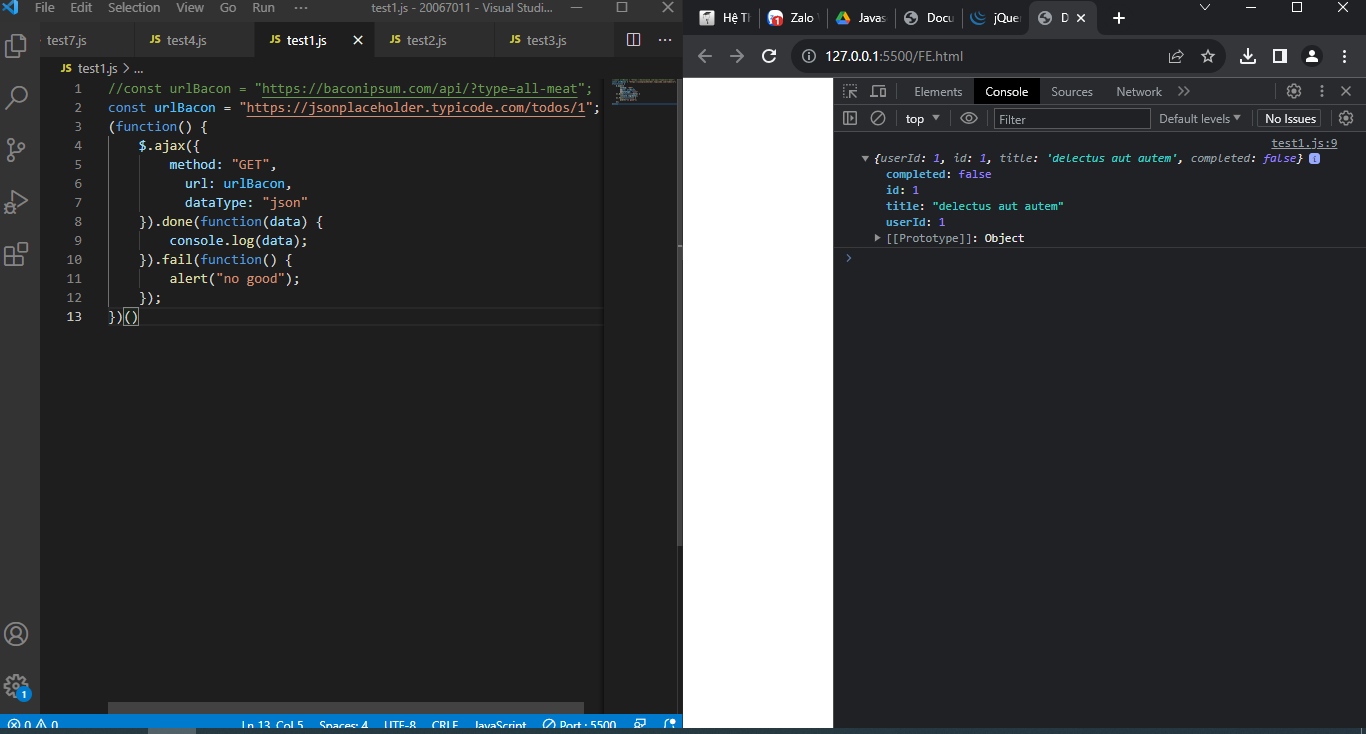 File Edit Selection View Go Run ··· test1.js - 20067011 - Visual Studi...
test7.js JS test4.js JS test1.js JS test2.js JS test3.js ···
JS test1.js > ...
1 //const urlBacon = "https://baconipsum.com/api/?type=all-meat";
2 const urlBacon = "https://jsonplaceholder.typicode.com/todos/1";
3 (function() {
4 $.ajax({
5 method: "GET",
6 url: urlBacon,
7 dataType: "json"
8 }).done(function(data) {
9 console.log(data);
10 }).fail(function() {
11 alert("no good");
12 });
13 })()
1
0 0 Ln 13, Col 5 Spaces: 4 UTF-8 CRLF JavaScript Port : 5500
Hệ Th Zalo Javas Docu jQue D
1
127.0.0.1:5500/FE.html
Elements Console Sources Network
top Filter Default levels No Issues
test1.js:9
{userId: 1, id: 1, title: 'delectus aut autem', completed: false} i
completed: false
id: 1
title: "delectus aut autem"
userId: 1
[[Prototype]]: Object